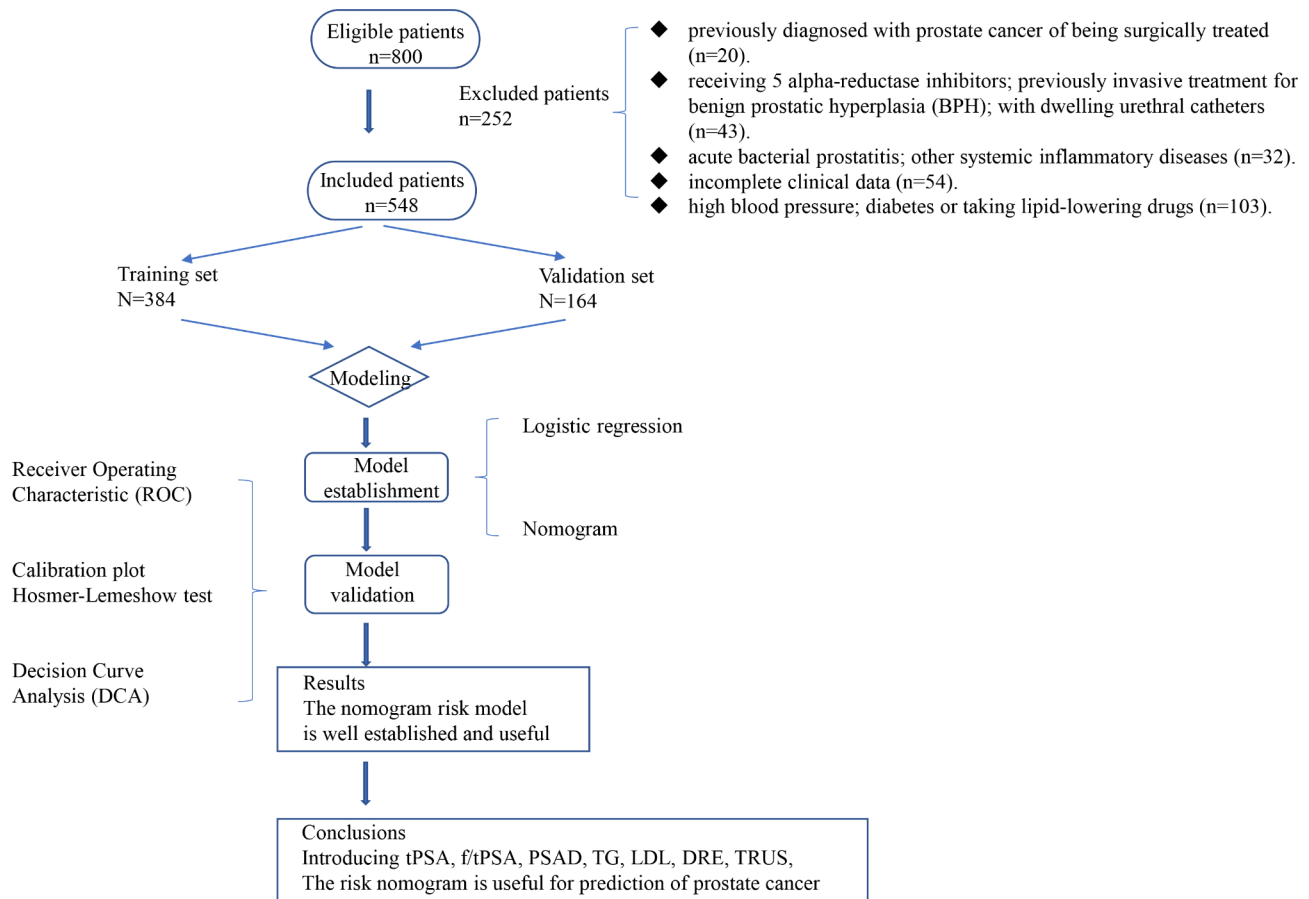 Eligible patients
n=800
Excluded patients
n=252
◆ previously diagnosed with prostate cancer of being surgically treated
(n=20).
◆ receiving 5 alpha-reductase inhibitors; previously invasive treatment for
benign prostatic hyperplasia (BPH); with dwelling urethral catheters
(n=43).
◆ acute bacterial prostatitis; other systemic inflammatory diseases (n=32).
◆ incomplete clinical data (n=54).
◆ high blood pressure; diabetes or taking lipid-lowering drugs (n=103).
Included patients
n=548
Training set
N=384
Validation set
N=164
Modeling
Model
establishment
Logistic regression
Nomogram
Receiver Operating
Characteristic (ROC)
Calibration plot
Hosmer-Lemeshow test
Decision Curve
Analysis (DCA)
Model
validation
Results
The nomogram risk model
is well established and useful
Conclusions
Introducing tPSA, f/tPSA, PSAD, TG, LDL, DRE, TRUS,
The risk nomogram is useful for prediction of prostate cancer